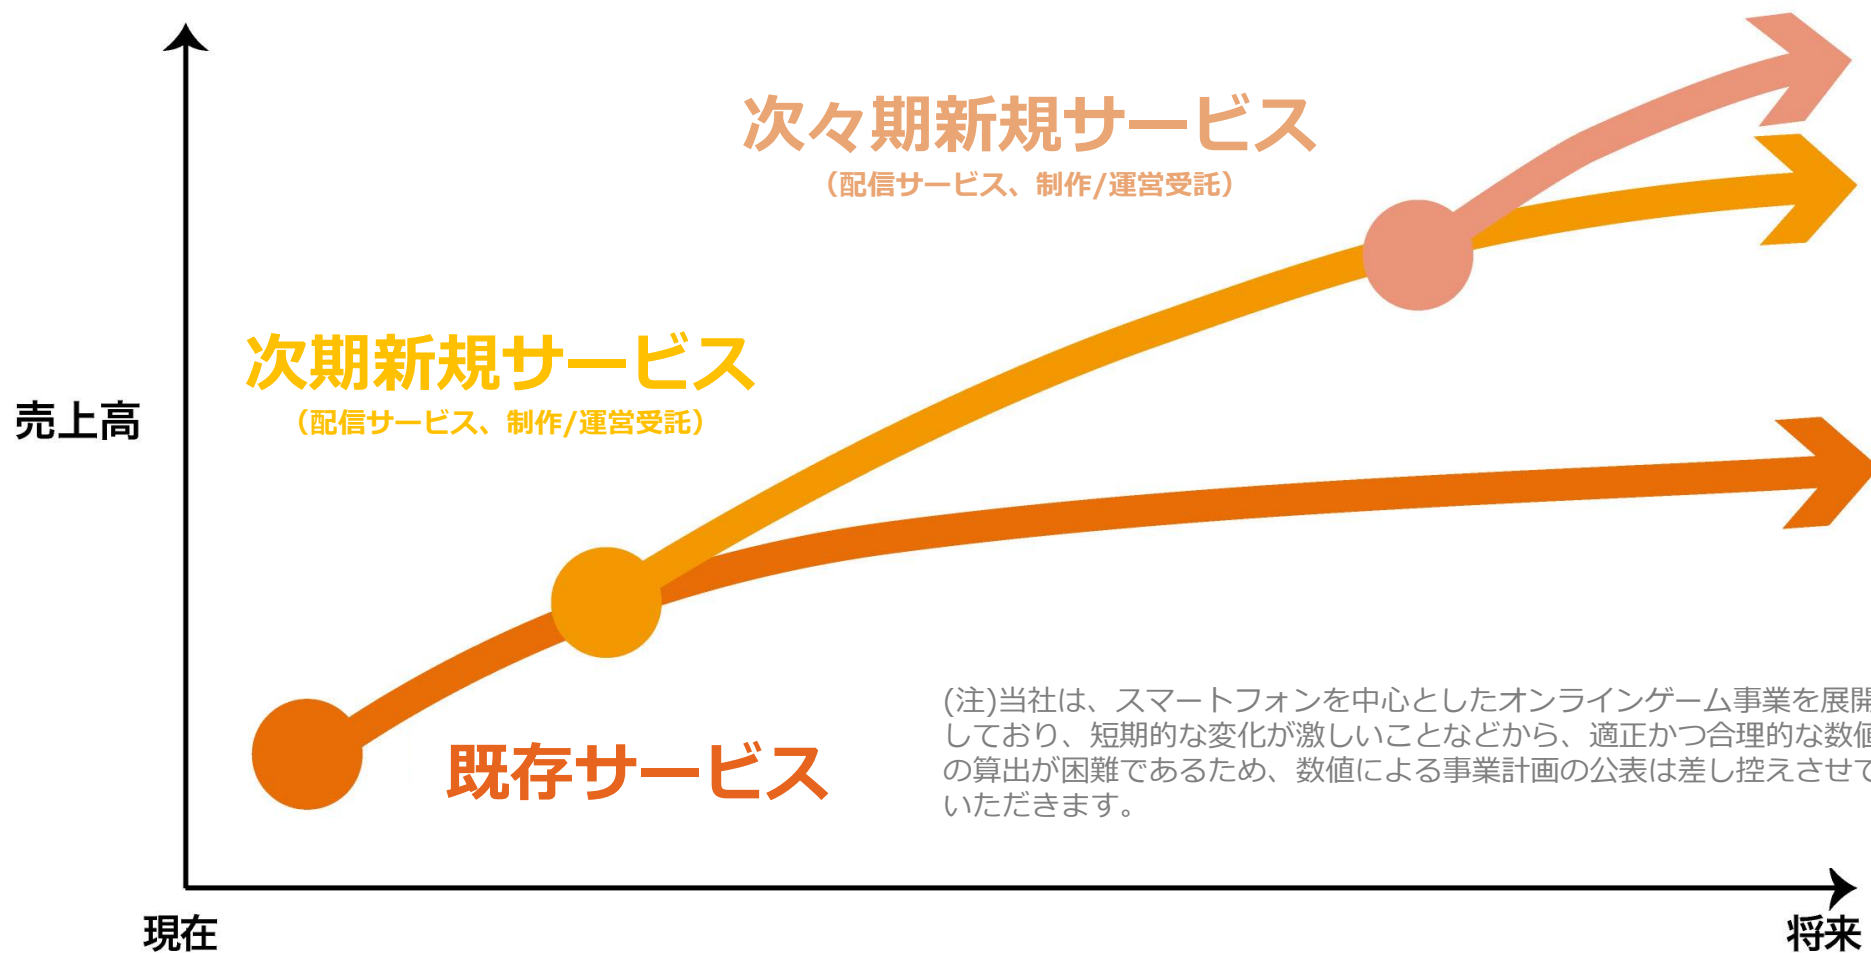 次々期新規サービス
（配信サービス、制作/運営受託）
次期新規サービス
（配信サービス、制作/運営受託）
売上高
(注)当社は、スマートフォンを中心としたオンラインゲーム事業を展開
しており、短期的な変化が激しいことなどから、適正かつ合理的な数値
の算出が困難であるため、数値による事業計画の公表は差し控えさせて
いただきます。
既存サービス
現在
将来